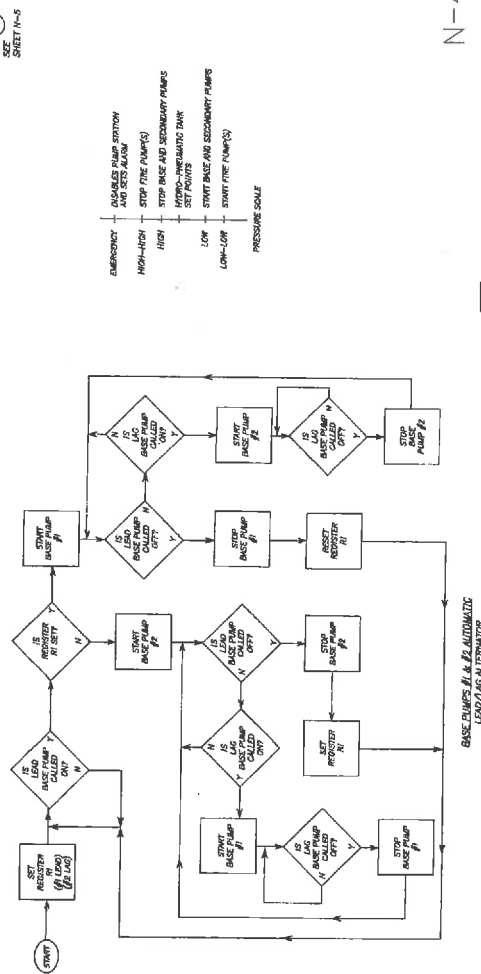 START
SET
REGISTER
R1
(#1 LEAD)
(#2 LAG)
IS
LEAD
BASE PUMP
CALLED
ON?
Y
N
IS
REGISTER
R1 SET?
Y
N
START
BASE PUMP
#1
IS
LEAD
BASE PUMP
CALLED
OFF?
N
Y
IS
LAG
BASE PUMP
CALLED
ON?
N
Y
START
BASE PUMP
#2
IS
LAG
BASE PUMP
CALLED
OFF?
N
Y
STOP
BASE
PUMP #2
STOP
BASE PUMP
#1
RESET
REGISTER
R1
START
BASE PUMP
#2
IS
LEAD
BASE PUMP
CALLED
OFF?
N
Y
STOP
BASE PUMP
#2
SET
REGISTER
R1
IS
LAG
BASE PUMP
CALLED
ON?
N
Y
START
BASE PUMP
#1
IS
LAG
BASE PUMP
CALLED
OFF?
N
Y
STOP
BASE PUMP
#1
BASE PUMPS #1 & #2 AUTOMATIC
LEAD/LAG ALTERNATOR
EMERGENCY
DISABLES PUMP STATION
AND SETS ALARM
HIGH-HIGH
STOP FIRE PUMP(S)
HIGH
STOP BASE AND SECONDARY PUMPS
HYDRO-PNEUMATIC TANK
SET POINTS
LOW
START BASE AND SECONDARY PUMPS
LOW-LOW
START FIRE PUMP(S)
PRESSURE SCALE
SEE
SHEET N-5